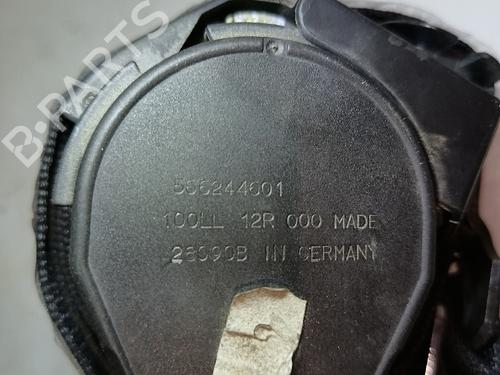 B-PARTS
556244601
100LL 12R 000 MADE
28090B IN GERMANY